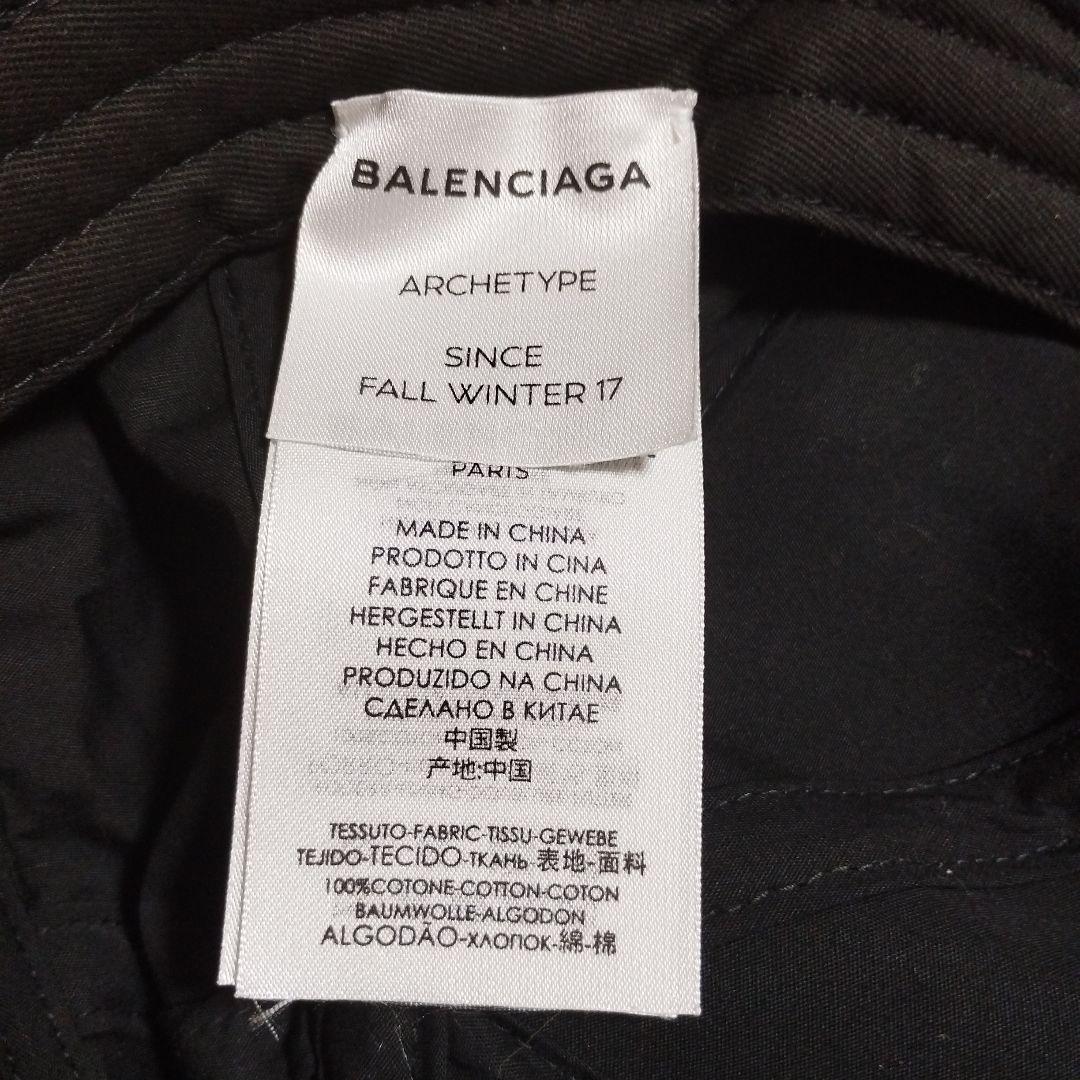 BALENCIAGA
ARCHETYPE
SINCE
FALL WINTER 17
PARIS
MADE IN CHINA
PRODOTTO IN CINA
FABRIQUE EN CHINE
HERGESTELLT IN CHINA
HECHO EN CHINA
PRODUZIDO NA CHINA
СДЕЛАНО В КИТАЕ
中国製
产地:中国
TESSUTO-FABRIC-TISSU-GEWEBE
TEJIDO-TECIDO-ТКАНЬ-表地-面料
100%COTONE-COTTON-COTON
BAUMWOLLE-ALGODON
ALGODÃO-ХЛОПОК-綿-棉